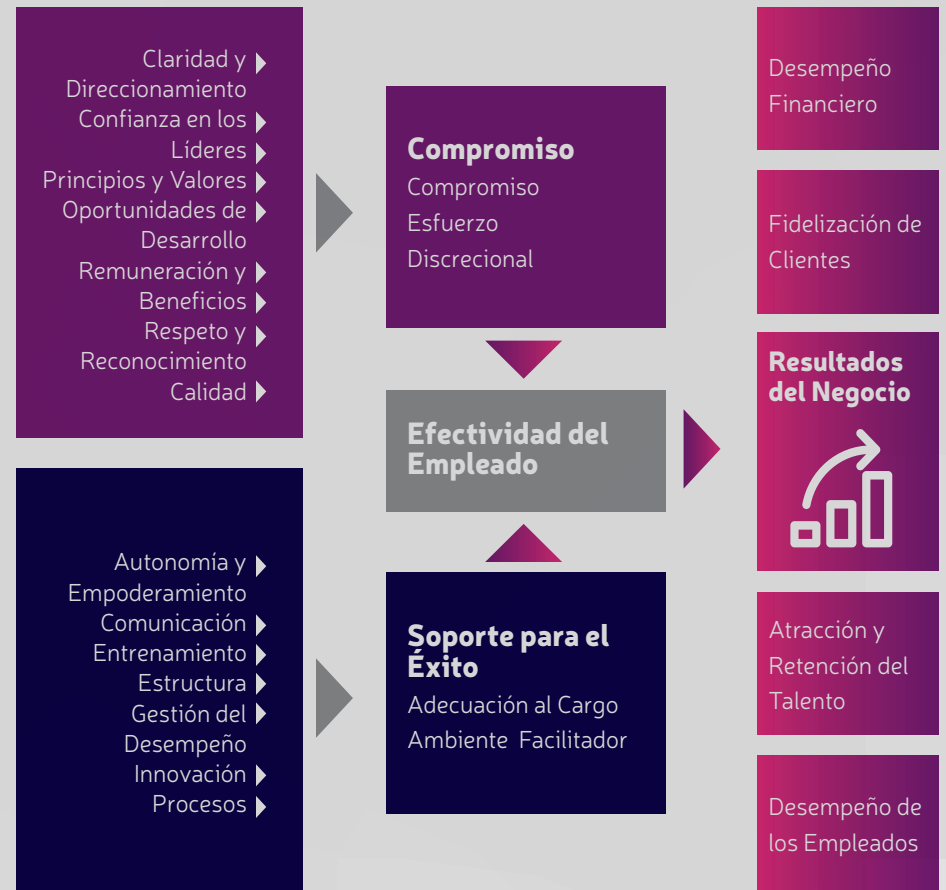 Claridad y
Direccionamiento
Confianza en los
Líderes
Principios y Valores
Oportunidades de
Desarrollo
Remuneración y
Beneficios
Respeto y
Reconocimiento
Calidad
Autonomía y
Empoderamiento
Comunicación
Entrenamiento
Estructura
Gestión del
Desempeño
Innovación
Procesos
Compromiso
Compromiso
Esfuerzo
Discrecional
Efectividad del
Empleado
Soporte para el
Éxito
Adecuación al Cargo
Ambiente Facilitador
Desempeño
Financiero
Fidelización de
Clientes
Resultados
del Negocio
Atracción y
Retención del
Talento
Desempeño de
los Empleados